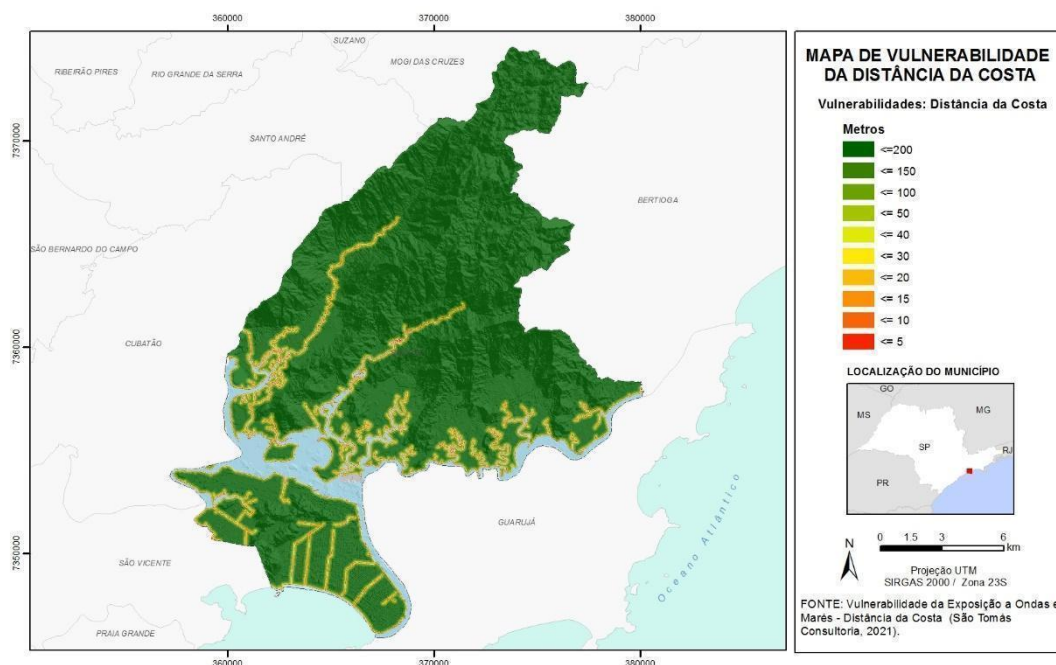 360000 370000 380000
SUZANO
MOGI DAS CRUZES
RIBEIRÃO PIRES
RIO GRANDE DA SERRA
7370000
SANTO ANDRÉ
BERTIOGA
SÃO BERNARDO DO CAMPO
CUBATÃO
7360000
GUARUJÁ
7350000
SÃO VICENTE
Oceano Atlântico
PRAIA GRANDE
360000 370000 380000
MAPA DE VULNERABILIDADE
DA DISTÂNCIA DA COSTA
Vulnerabilidades: Distância da Costa
Metros
<=200
<= 150
<= 100
<= 50
<= 40
<= 30
<= 20
<= 15
<= 10
<= 5
LOCALIZAÇÃO DO MUNICÍPIO
GO
MS
MG
SP
RJ
PR
N
0 1.5 3 6
km
Projeção UTM
SIRGAS 2000 / Zona 23S
FONTE: Vulnerabilidade da Exposição a Ondas e
Marés - Distância da Costa (São Tomás
Consultoria, 2021).